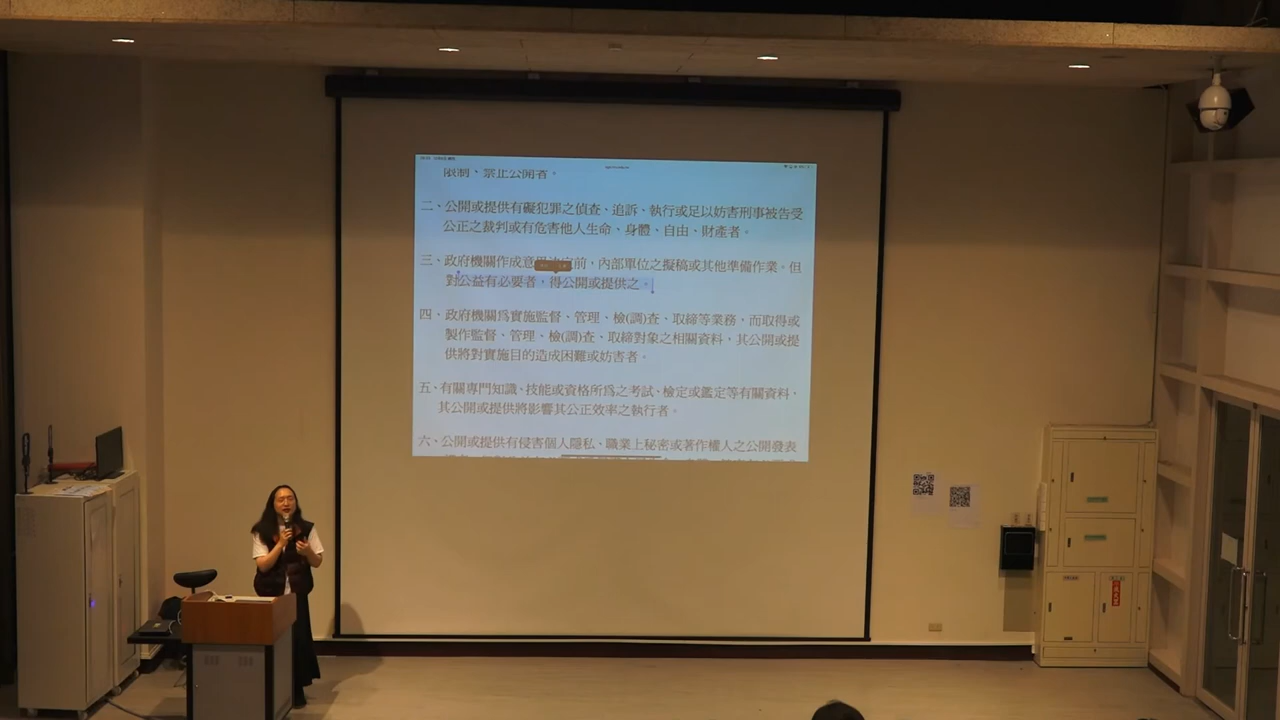 限制、禁止公開者。
二、公開或提供有礙犯罪之偵查、追訴、執行或足以妨害刑事被告受
公正之裁判或有危害他人生命、身體、自由、財產者。
三、政府機關作成意思決定前，內部單位之擬稿或其他準備作業。但
對公益有必要者，得公開或提供之。
四、政府機關為實施監督、管理、檢(調)查、取締等業務，而取得或
製作監督、管理、檢(調)查、取締對象之相關資料，其公開或提
供將對實施目的造成困難或妨害者。
五、有關專門知識、技能或資格所為之考試、檢定或鑑定等有關資料，
其公開或提供將影響其公正效率之執行者。
六、公開或提供有侵害個人隱私、職業上秘密或著作權人之公開發表